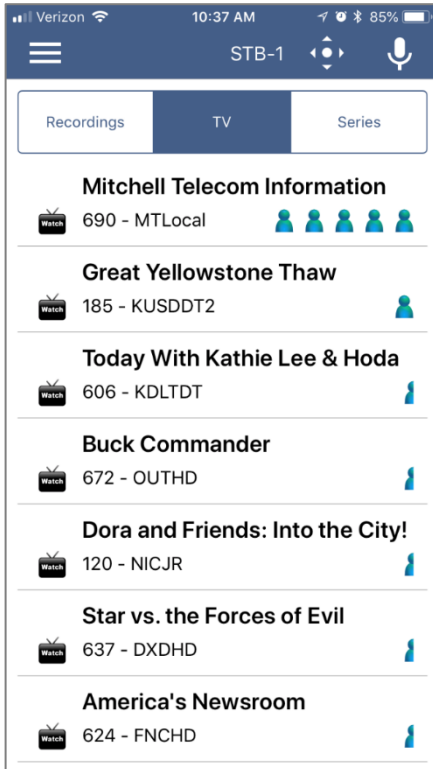 Verizon 10:37 AM 85%
STB-1
Recordings TV Series
Mitchell Telecom Information
Watch 690 - MTLocal
Great Yellowstone Thaw
Watch 185 - KUSDDT2
Today With Kathie Lee & Hoda
Watch 606 - KDLTDT
Buck Commander
Watch 672 - OUTHD
Dora and Friends: Into the City!
Watch 120 - NICJR
Star vs. the Forces of Evil
Watch 637 - DXDHD
America's Newsroom
Watch 624 - FNCHD